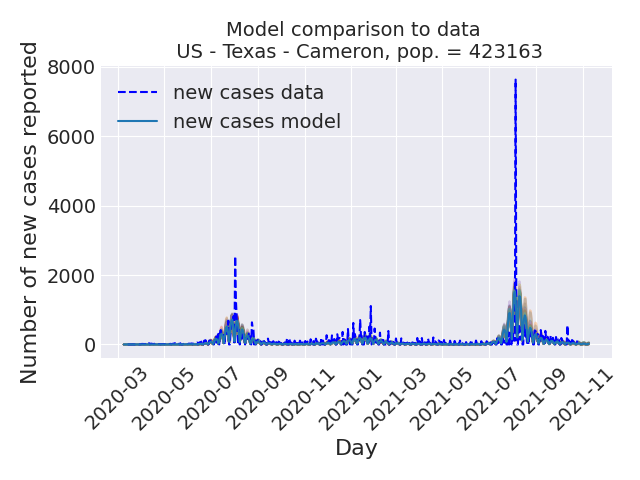 Model comparison to data
US - Texas - Cameron, pop. = 423163
Number of new cases reported
8000
6000
4000
2000
0
new cases data
new cases model
2020-03
2020-05
2020-07
2020-09
2020-11
2021-01
2021-03
2021-05
2021-07
2021-09
2021-11
Day